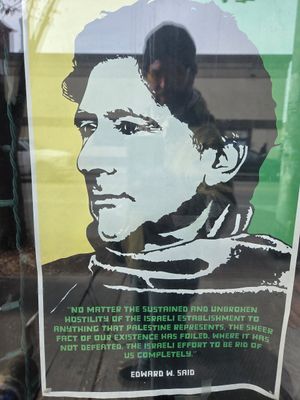 "NO MATTER THE SUSTAINED AND UNBROKEN
HOSTILITY OF THE ISRAELI ESTABLISHMENT TO
ANYTHING THAT PALESTINE REPRESENTS, THE SHEER
FACT OF OUR EXISTENCE HAS FOILED, WHERE IT HAS
NOT DEFEATED, THE ISRAELI EFFORT TO BE RID OF
US COMPLETELY."
EDWARD W. SAID